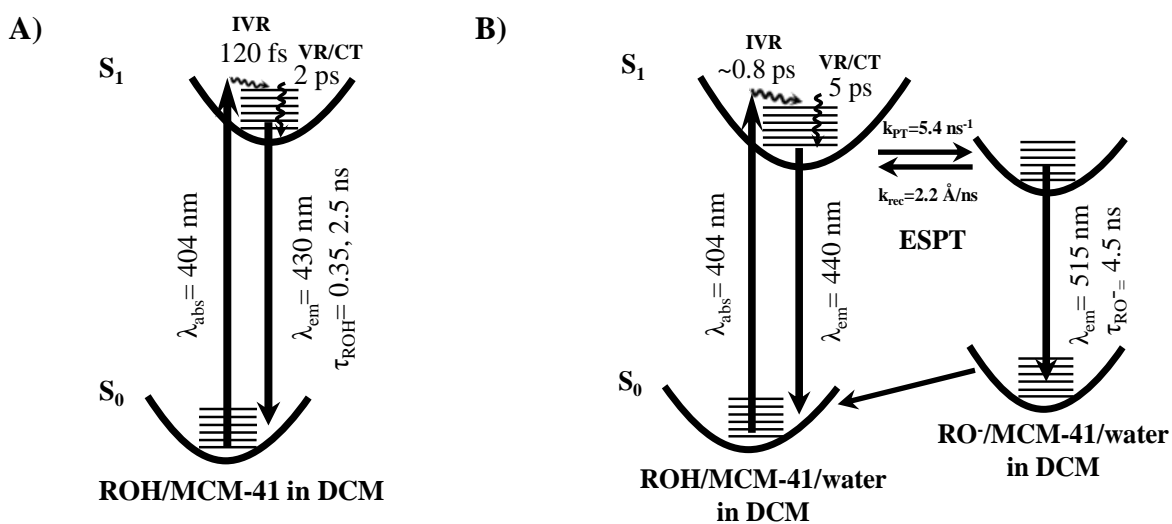 A)
IVR
120 fs
VR/CT
2 ps
S1
λabs= 404 nm
λem= 430 nm
τROH= 0.35, 2.5 ns
S0
ROH/MCM-41 in DCM
B)
IVR
~0.8 ps
VR/CT
5 ps
S1
kPT=5.4 ns-1
krec=2.2 Å/ns
ESPT
λabs= 404 nm
λem= 440 nm
λem= 515 nm
τRO-= 4.5 ns
S0
ROH/MCM-41/water
in DCM
RO-/MCM-41/water
in DCM